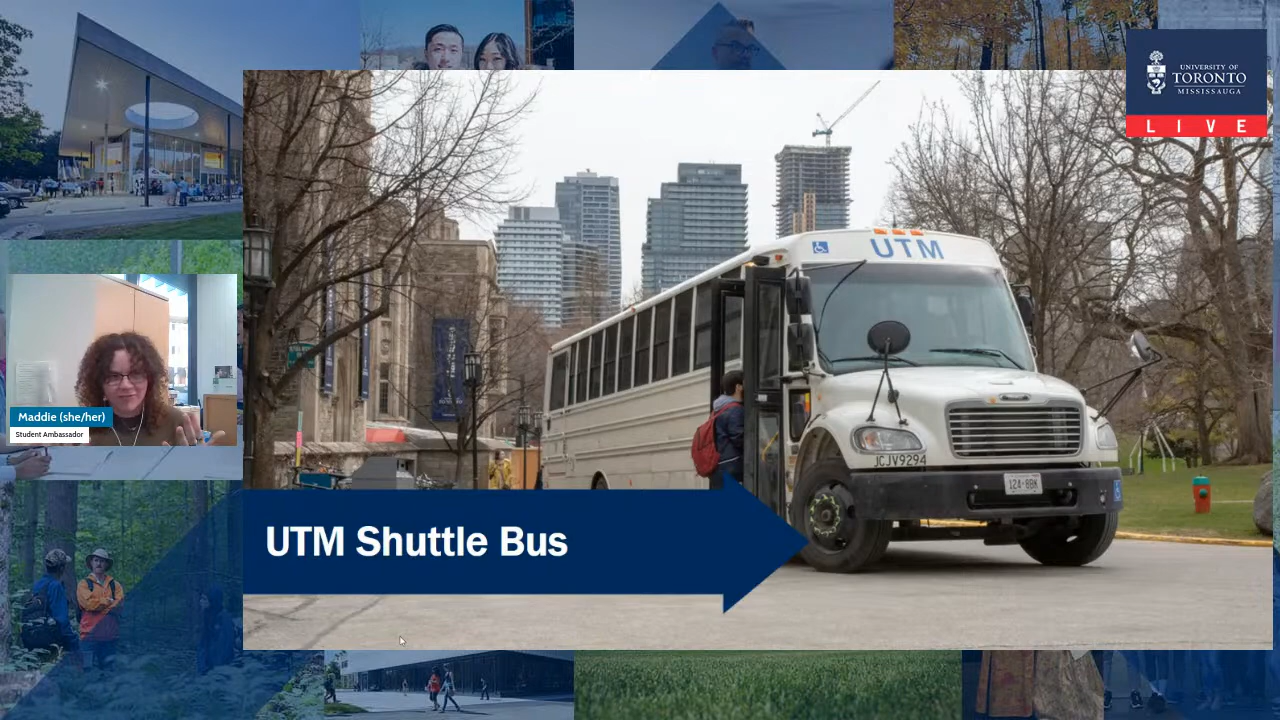 UNIVERSITY OF
TORONTO
MISSISSAUGA
LIVE
UTM
JCJV9294
Maddie (she/her)
Student Ambassador
UTM Shuttle Bus